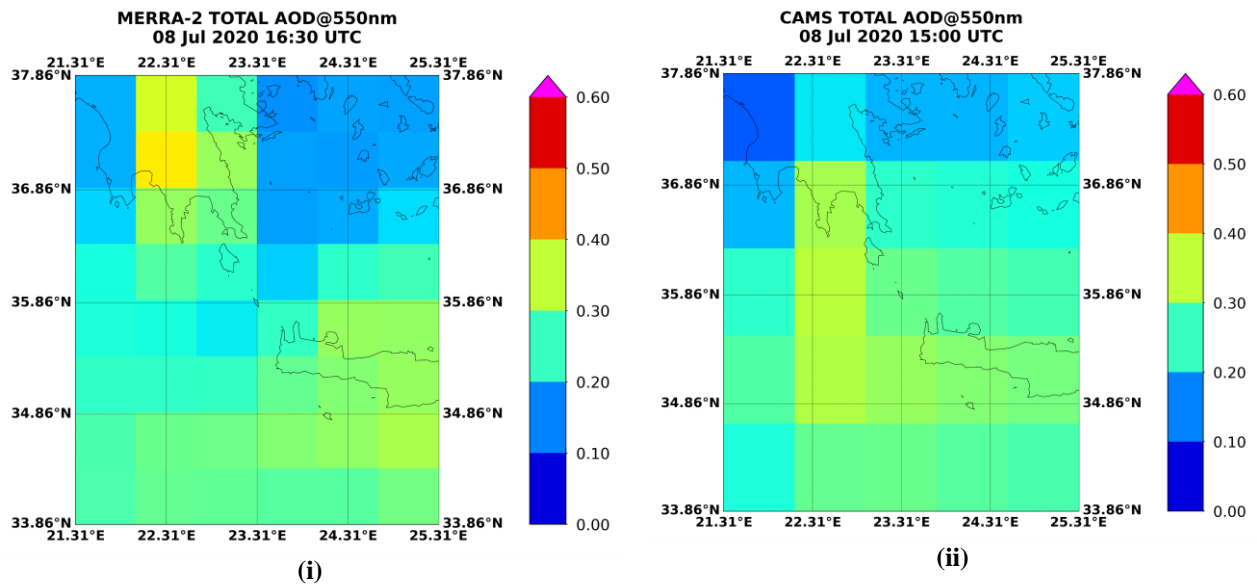 MERRA-2 TOTAL AOD@550nm
08 Jul 2020 16:30 UTC
21.31°E 22.31°E 23.31°E 24.31°E 25.31°E
37.86°N 37.86°N
36.86°N 36.86°N
35.86°N 35.86°N
34.86°N 34.86°N
33.86°N 33.86°N
21.31°E 22.31°E 23.31°E 24.31°E 25.31°E
0.60
0.50
0.40
0.30
0.20
0.10
0.00
(i)
CAMS TOTAL AOD@550nm
08 Jul 2020 15:00 UTC
21.31°E 22.31°E 23.31°E 24.31°E 25.31°E
37.86°N 37.86°N
36.86°N 36.86°N
35.86°N 35.86°N
34.86°N 34.86°N
33.86°N 33.86°N
21.31°E 22.31°E 23.31°E 24.31°E 25.31°E
0.60
0.50
0.40
0.30
0.20
0.10
0.00
(ii)